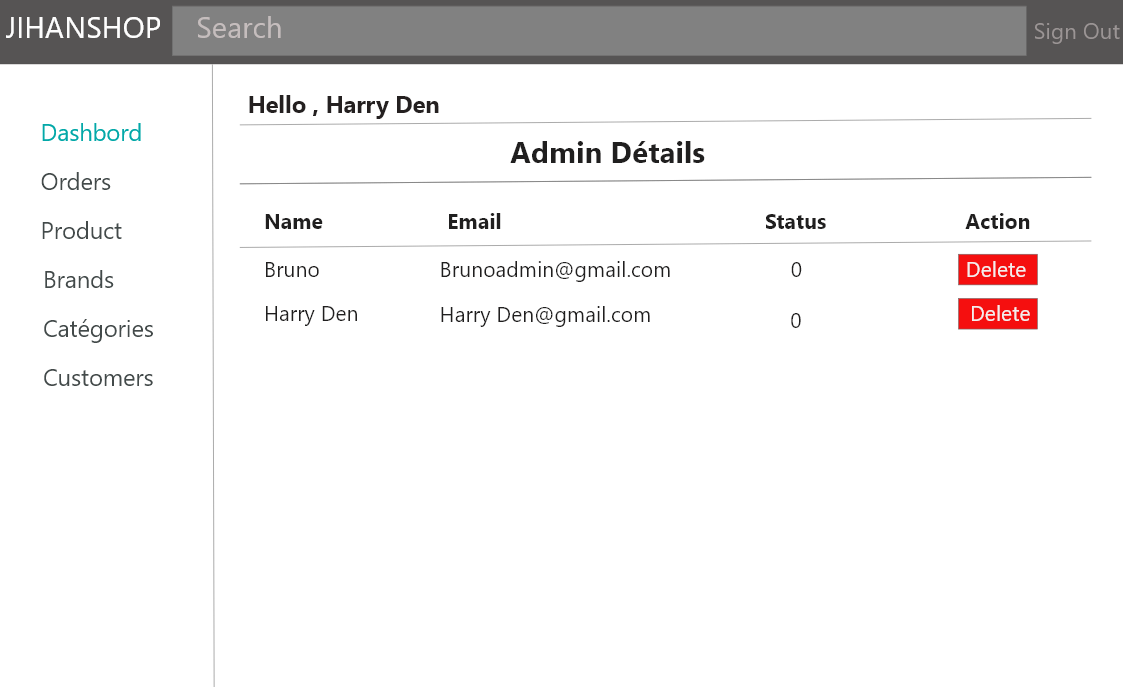 JIHANSHOP Search Sign Out
Hello , Harry Den
Admin Détails
Dashbord
Orders
Product
Brands
Catégories
Customers
Name Email Status Action
Bruno Brunoadmin@gmail.com 0 Delete
Harry Den Harry Den@gmail.com 0 Delete